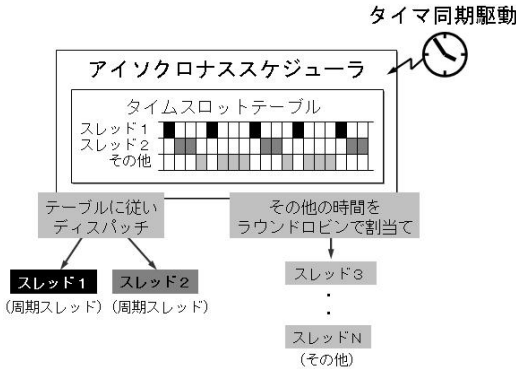 タイマ同期駆動
アイソクロナススケジューラ
タイムスロットテーブル
スレッド1
スレッド2
その他
テーブルに従い
ディスパッチ
その他の時間を
ラウンドロビンで割当て
スレッド1
スレッド2
(周期スレッド)
(周期スレッド)
スレッド3
・
・
スレッドN
(その他)